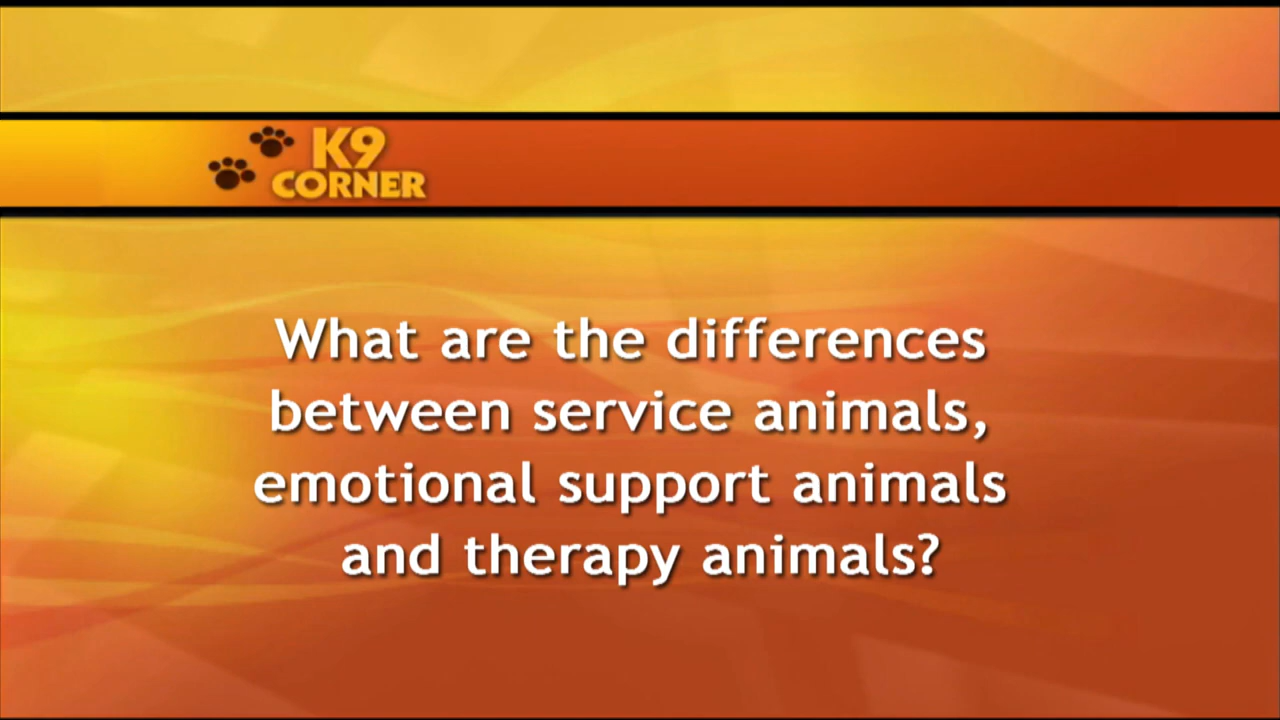 K9
CORNER
What are the differences
between service animals,
emotional support animals
and therapy animals?